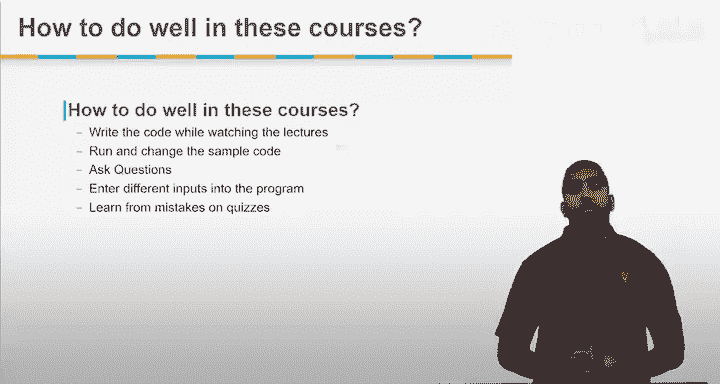 How to do well in these courses?
How to do well in these courses?
– Write the code while watching the lectures
– Run and change the sample code
– Ask Questions
– Enter different inputs into the program
– Learn from mistakes on quizzes